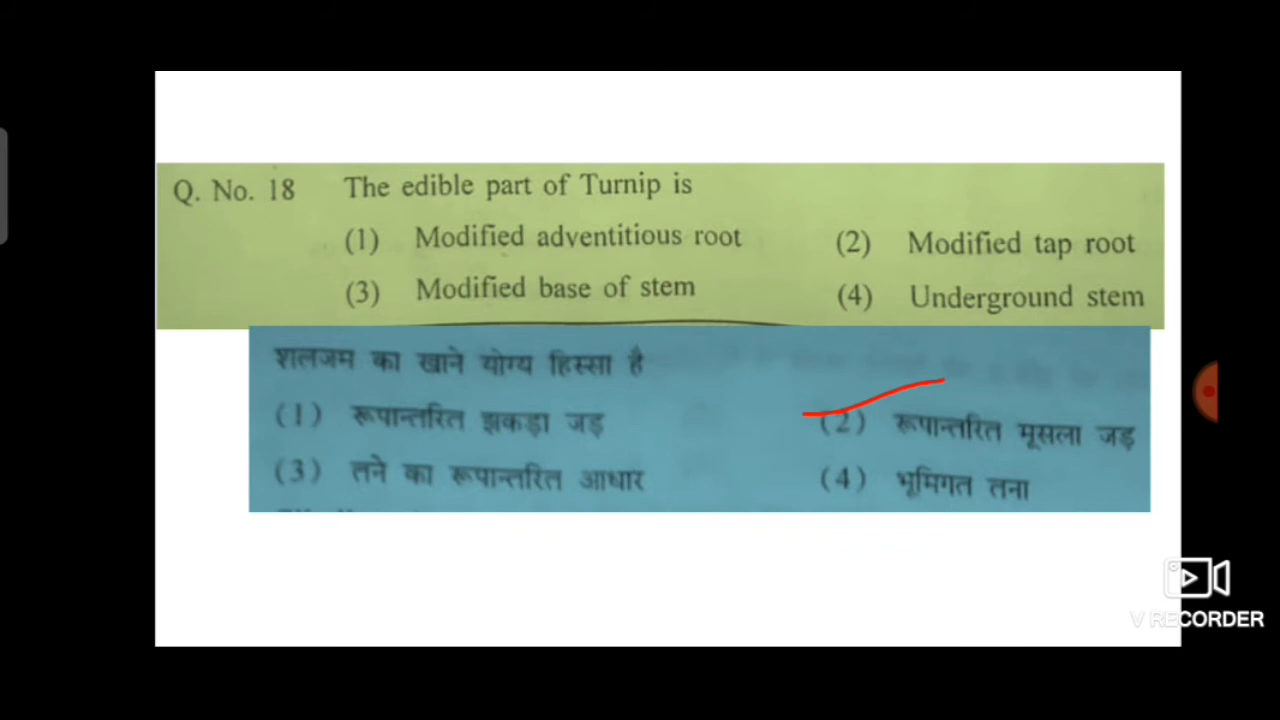 Q. No. 18 The edible part of Turnip is
(1) Modified adventitious root (2) Modified tap root
(3) Modified base of stem (4) Underground stem
शलजम का खाने योग्य हिस्सा है
(1) रूपान्तरित झकड़ा जड़ (2) रूपान्तरित मूसला जड़
(3) तने का रूपान्तरित आधार (4) भूमिगत तना
V RECORDER